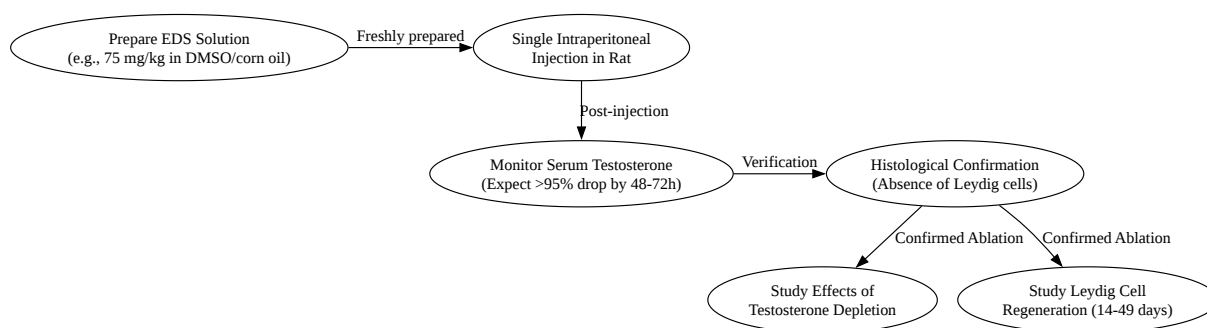 Prepare EDS Solution
(e.g., 75 mg/kg in DMSO/corn oil)
Freshly prepared
Single Intraperitoneal
Injection in Rat
Post-injection
Monitor Serum Testosterone
(Expect >95% drop by 48-72h)
Verification
Histological Confirmation
(Absence of Leydig cells)
Confirmed Ablation
Confirmed Ablation
Study Effects of
Testosterone Depletion
Study Leydig Cell
Regeneration (14-49 days)